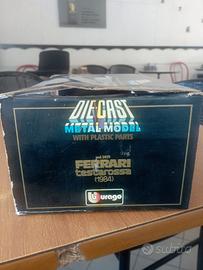 DIE-CAST
METAL MODEL
WITH PLASTIC PARTS
FERRARI
testarossa
(1984)
Burago
subito